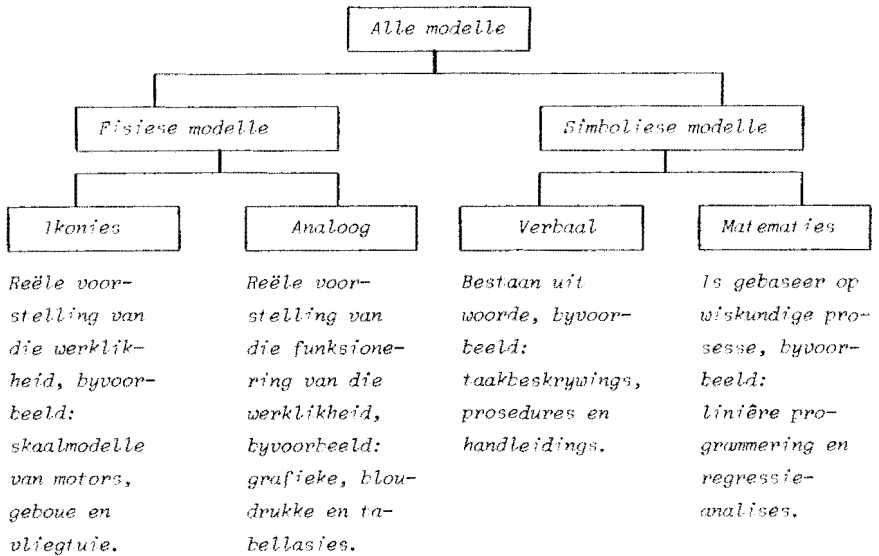 Alle modelle
Fisiese modelle
Simboliese modelle
Ikonies
Analoog
Verbaal
Matematies
Reële voor-
stelling van
die werklik-
heid, byvoor-
beeld:
skaalmodelle
van motors,
geboue en
vliegtuie.
Reële voor-
stelling van
die funksione-
ring van die
werklikheid,
byvoorbeeld:
grafieke, blou-
drukke en ta-
bellasies.
Bestaan uit
woorde, byvoor-
beeld:
taakbeskrywings,
prosedures en
handleidings.
Is gebaseer op
wiskundige pro-
sesse, byvoor-
beeld:
liniêre pro-
grammering en
regressie-
analises.